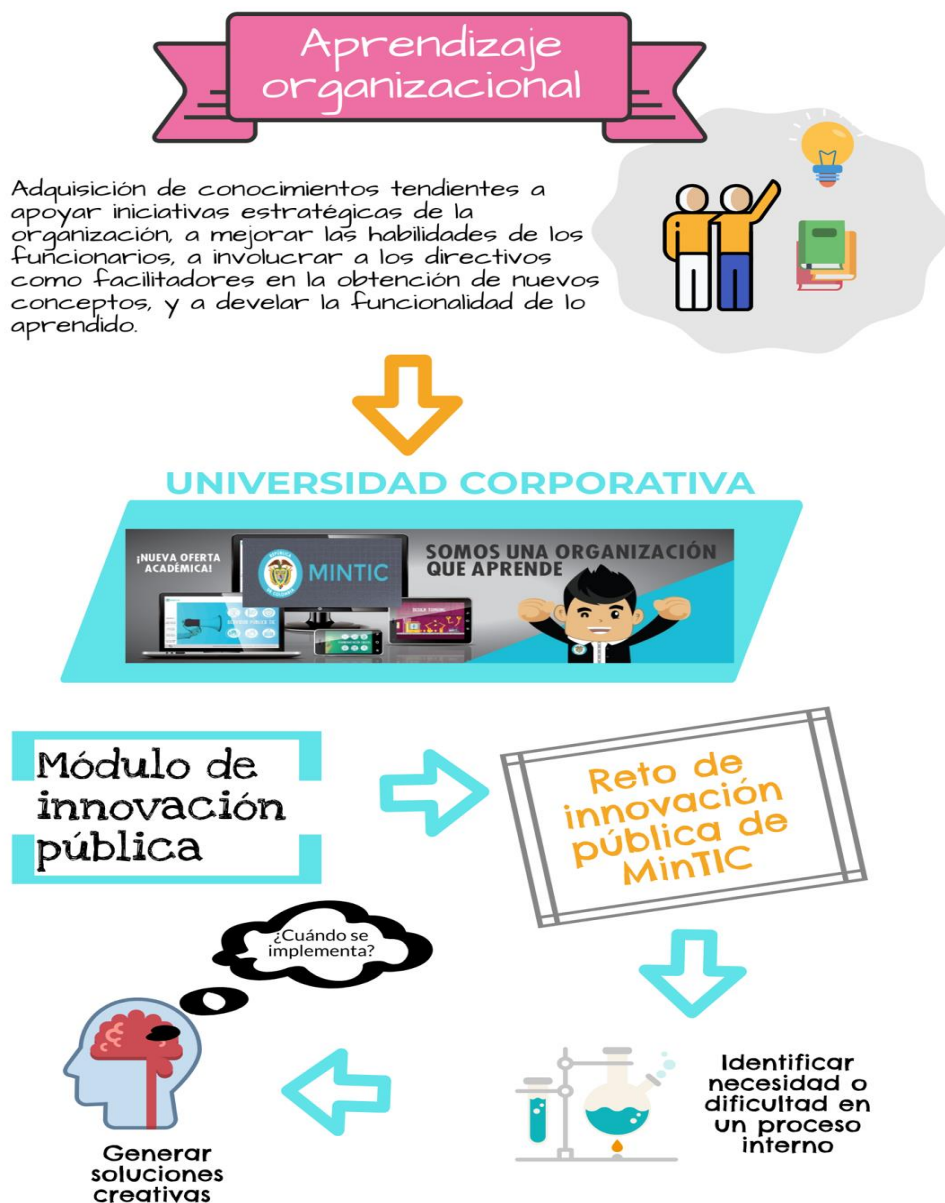 Aprendizaje
organizacional
Adquisición de conocimientos tendientes a
apoyar iniciativas estratégicas de la
organización, a mejorar las habilidades de los
funcionarios, a involucrar a los directivos
como facilitadores en la obtención de nuevos
conceptos, y a develar la funcionalidad de lo
aprendido.
UNIVERSIDAD CORPORATIVA
¡NUEVA OFERTA
ACADÉMICA!
MINTIC
SOMOS UNA ORGANIZACIÓN
QUE APRENDE
Módulo de
innovación
pública
Reto de
innovación
pública de
MinTIC
¿Cuándo se
implementa?
Identificar
necesidad o
dificultad en
un proceso
interno
Generar
soluciones
creativas